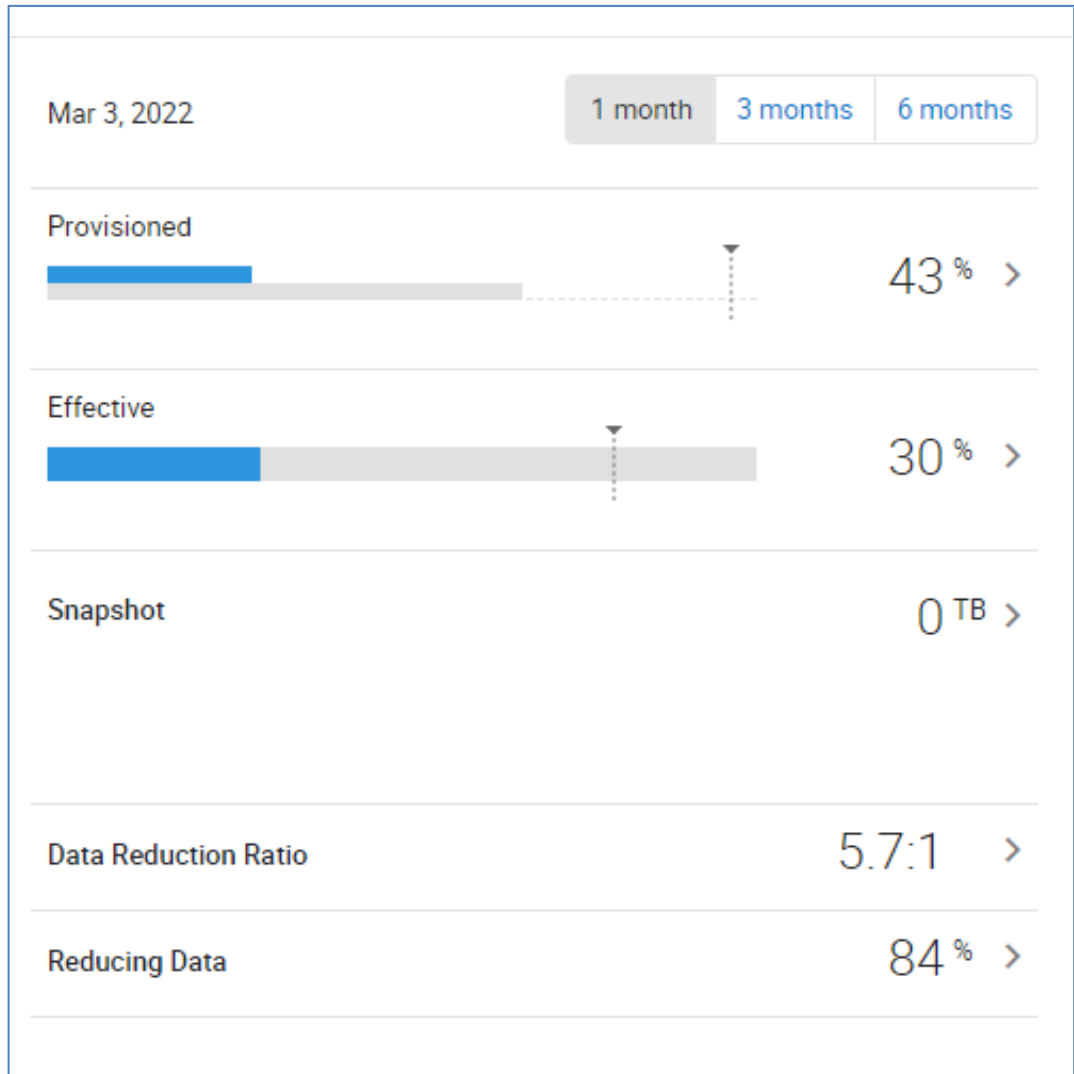 Mar 3, 2022 1 month 3 months 6 months
Provisioned
43 %
Effective
30 %
Snapshot 0 TB
Data Reduction Ratio 5.7:1
Reducing Data 84 %